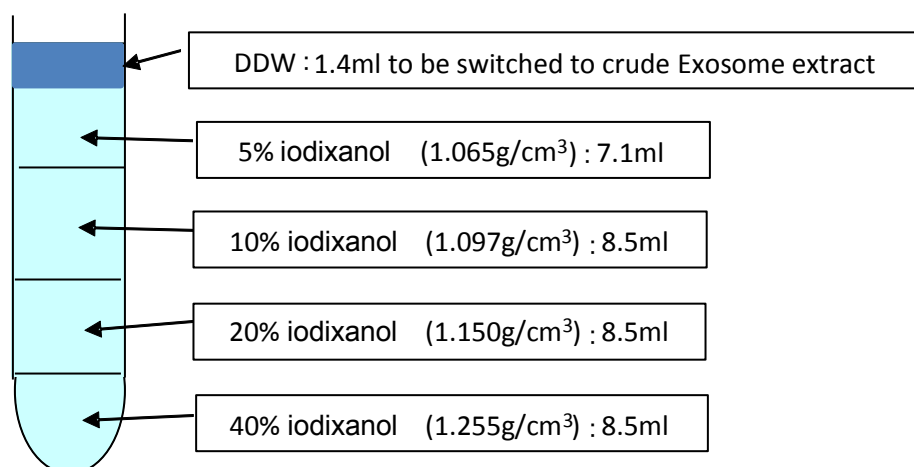 DDW：1.4ml to be switched to crude Exosome extract
5% iodixanol (1.065g/cm³) : 7.1ml
10% iodixanol (1.097g/cm³) : 8.5ml
20% iodixanol (1.150g/cm³) : 8.5ml
40% iodixanol (1.255g/cm³) : 8.5ml